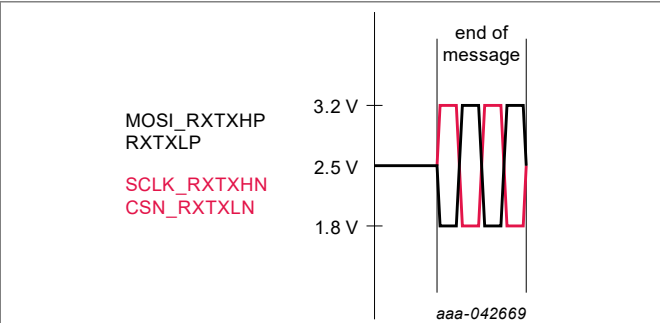 end of
message
3.2 V
MOSI_RXTXHP
RXTXLP
2.5 V
SCLK_RXTXHN
CSN_RXTXLN
1.8 V
aaa-042669